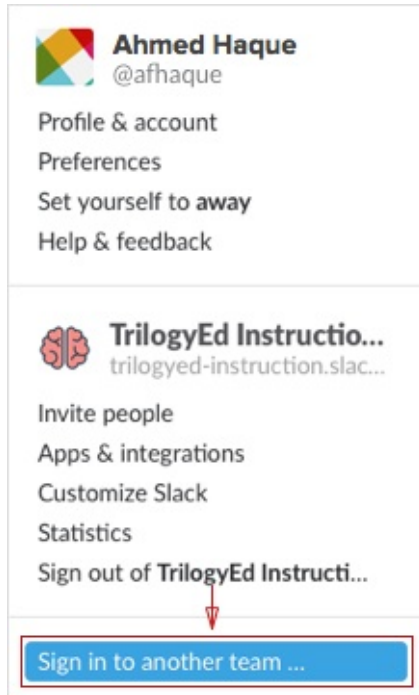 Ahmed Haque
@afhaque
Profile & account
Preferences
Set yourself to away
Help & feedback
TrilogyEd Instructio...
trilogyed-instruction.slac...
Invite people
Apps & integrations
Customize Slack
Statistics
Sign out of TrilogyEd Instructi...
Sign in to another team ...